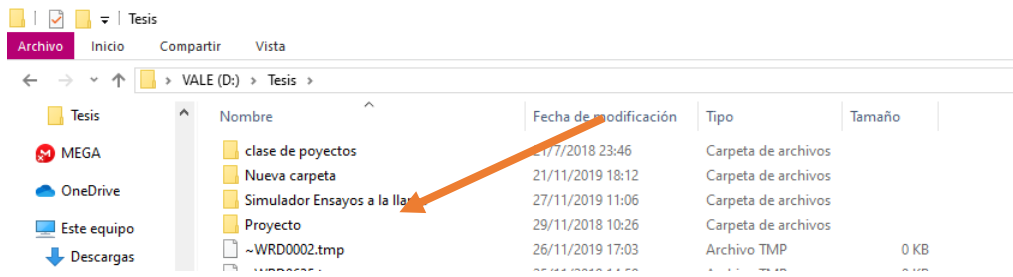 Tesis
Archivo Inicio Compartir Vista
VALE (D:) Tesis
Tesis
MEGA
OneDrive
Este equipo
Descargas
Nombre Fecha de modificación Tipo Tamaño
clase de poyectos 21/7/2018 23:46 Carpeta de archivos
Nueva carpeta 21/11/2019 18:12 Carpeta de archivos
Simulador Ensayos a la 27/11/2019 11:06 Carpeta de archivos
Proyecto 29/11/2018 10:26 Carpeta de archivos
~WRD0002.tmp 26/11/2019 17:03 Archivo TMP 0 KB